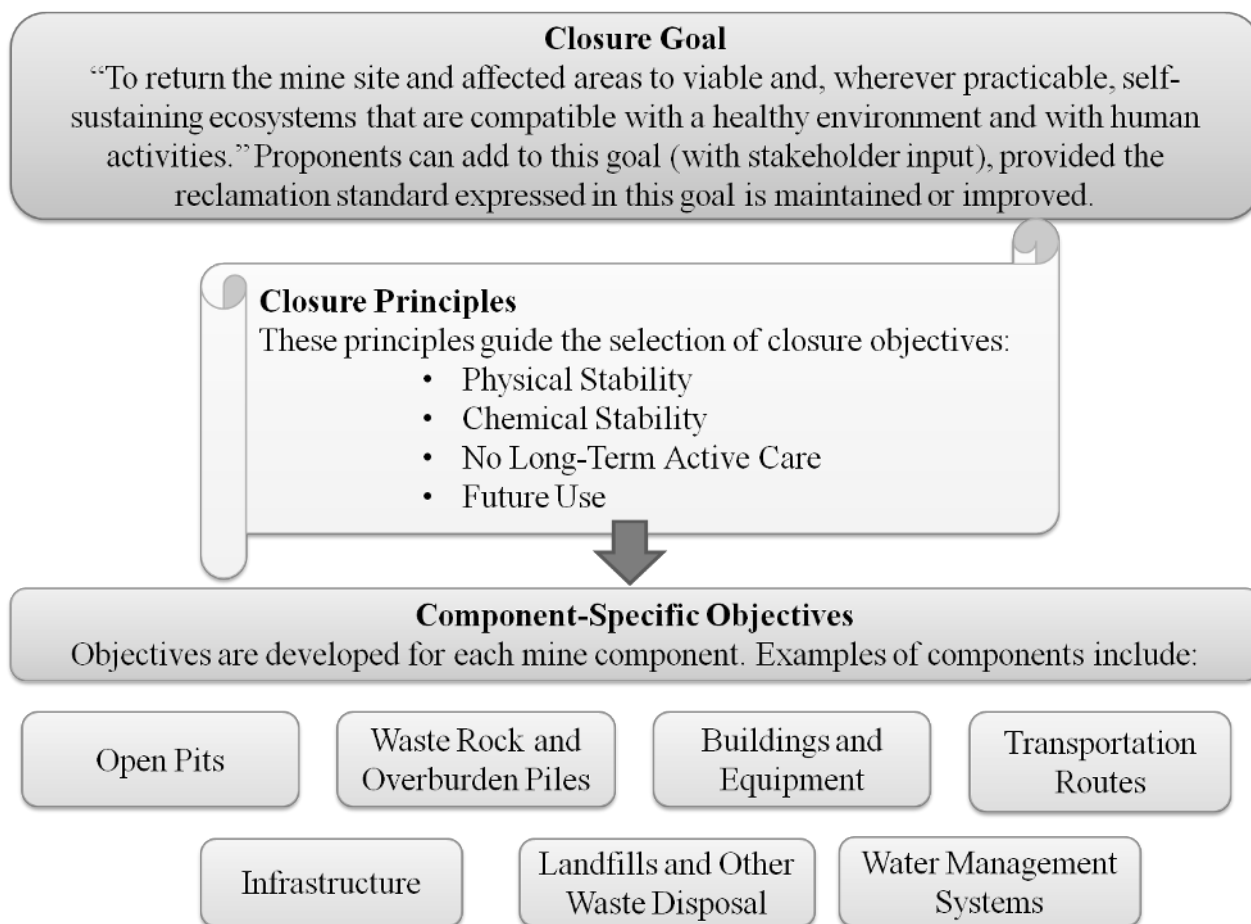 Closure Goal
“To return the mine site and affected areas to viable and, wherever practicable, self-
sustaining ecosystems that are compatible with a healthy environment and with human
activities.” Proponents can add to this goal (with stakeholder input), provided the
reclamation standard expressed in this goal is maintained or improved.
Closure Principles
These principles guide the selection of closure objectives:
• Physical Stability
• Chemical Stability
• No Long-Term Active Care
• Future Use
Component-Specific Objectives
Objectives are developed for each mine component. Examples of components include:
Open Pits
Waste Rock and
Overburden Piles
Buildings and
Equipment
Transportation
Routes
Infrastructure
Landfills and Other
Waste Disposal
Water Management
Systems